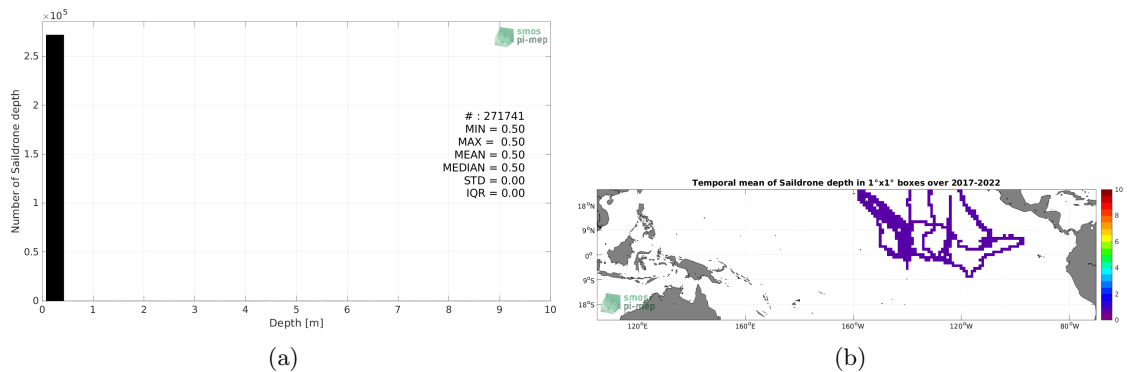 ×10⁵
smos
pi-mep
2.5
2
1.5
1
0.5
0
Number of Saildrone depth
# : 271741
MIN = 0.50
MAX = 0.50
MEAN = 0.50
MEDIAN = 0.50
STD = 0.00
IQR = 0.00
0 1 2 3 4 5 6 7 8 9 10
Depth [m]
(a)
Temporal mean of Saildrone depth in 1°x1° boxes over 2017-2022
18°N
9°N
0°
9°S
18°S
smos
pi-mep
120°E 160°E 160°W 120°W 80°W
10
8
6
4
2
0
(b)